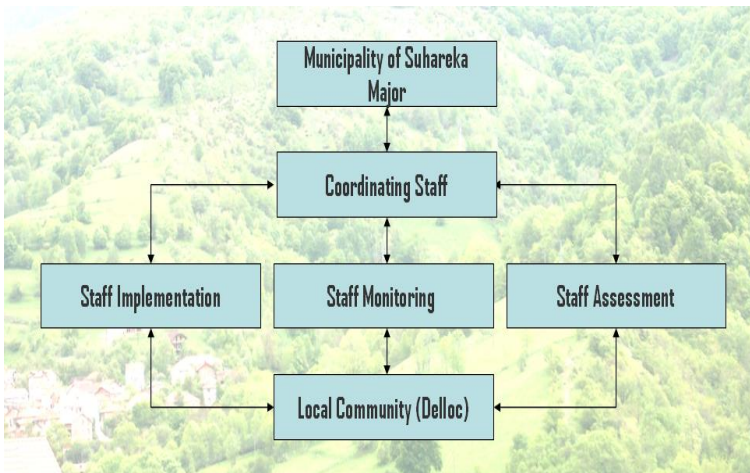 Municipality of Suhareka
Major
Coordinating Staff
Staff Implementation
Staff Monitoring
Staff Assessment
Local Community (Delloc)